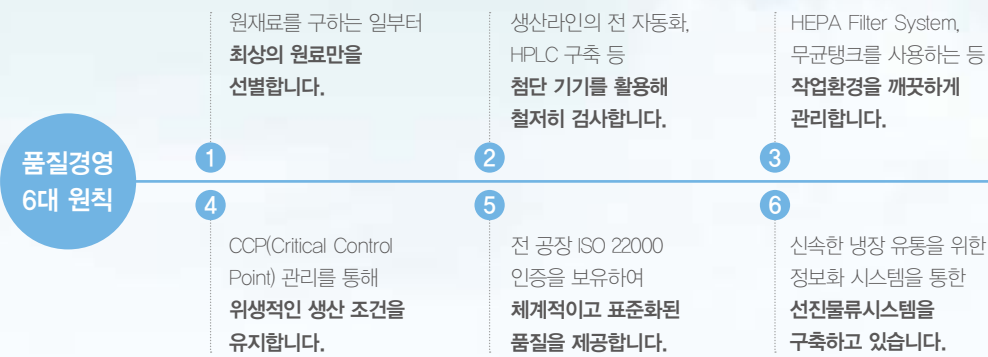 품질경영
6대 원칙
원재료를 구하는 일부터
최상의 원료만을
선별합니다.
1
생산라인의 전 자동화,
HPLC 구축 등
첨단 기기를 활용해
철저히 검사합니다.
2
HEPA Filter System,
무균탱크를 사용하는 등
작업환경을 깨끗하게
관리합니다.
3
4
CCP(Critical Control
Point) 관리를 통해
위생적인 생산 조건을
유지합니다.
5
전 공장 ISO 22000
인증을 보유하여
체계적이고 표준화된
품질을 제공합니다.
6
신속한 냉장 유통을 위한
정보화 시스템을 통한
선진물류시스템을
구축하고 있습니다.